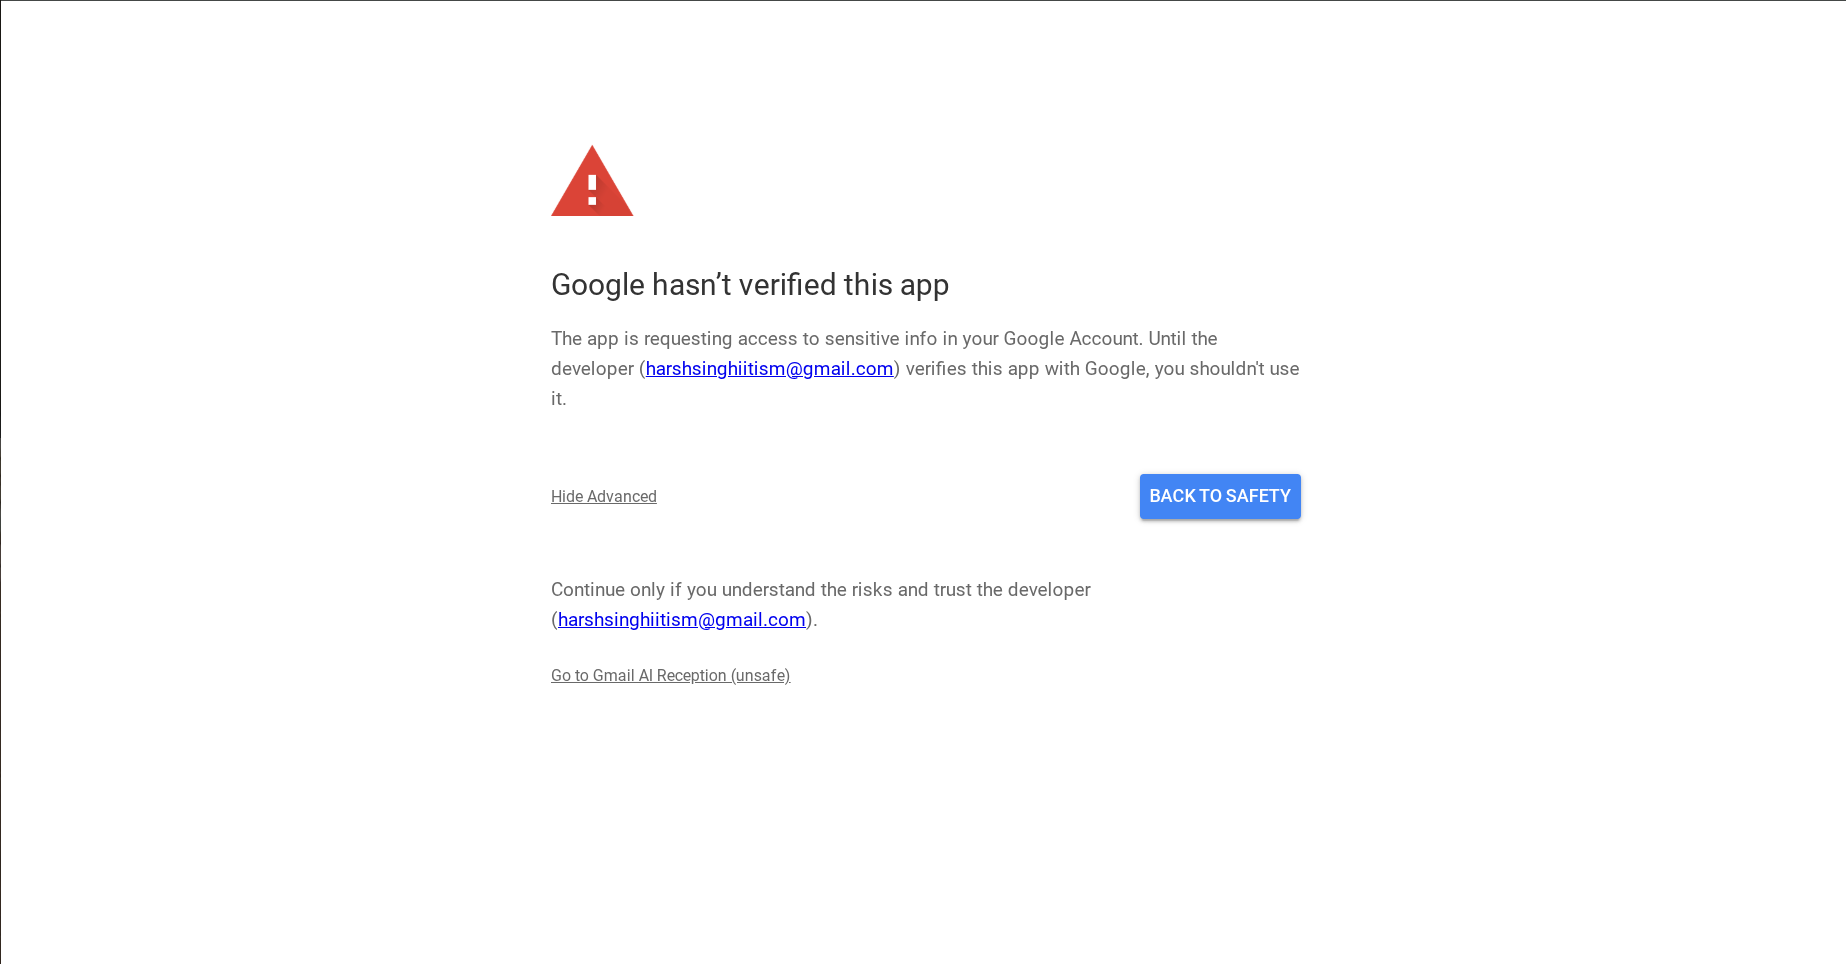 Google hasn’t verified this app
The app is requesting access to sensitive info in your Google Account. Until the
developer (harshsinghiitism@gmail.com) verifies this app with Google, you shouldn't use
it.
Hide Advanced
BACK TO SAFETY
Continue only if you understand the risks and trust the developer
(harshsinghiitism@gmail.com).
Go to Gmail AI Reception (unsafe)